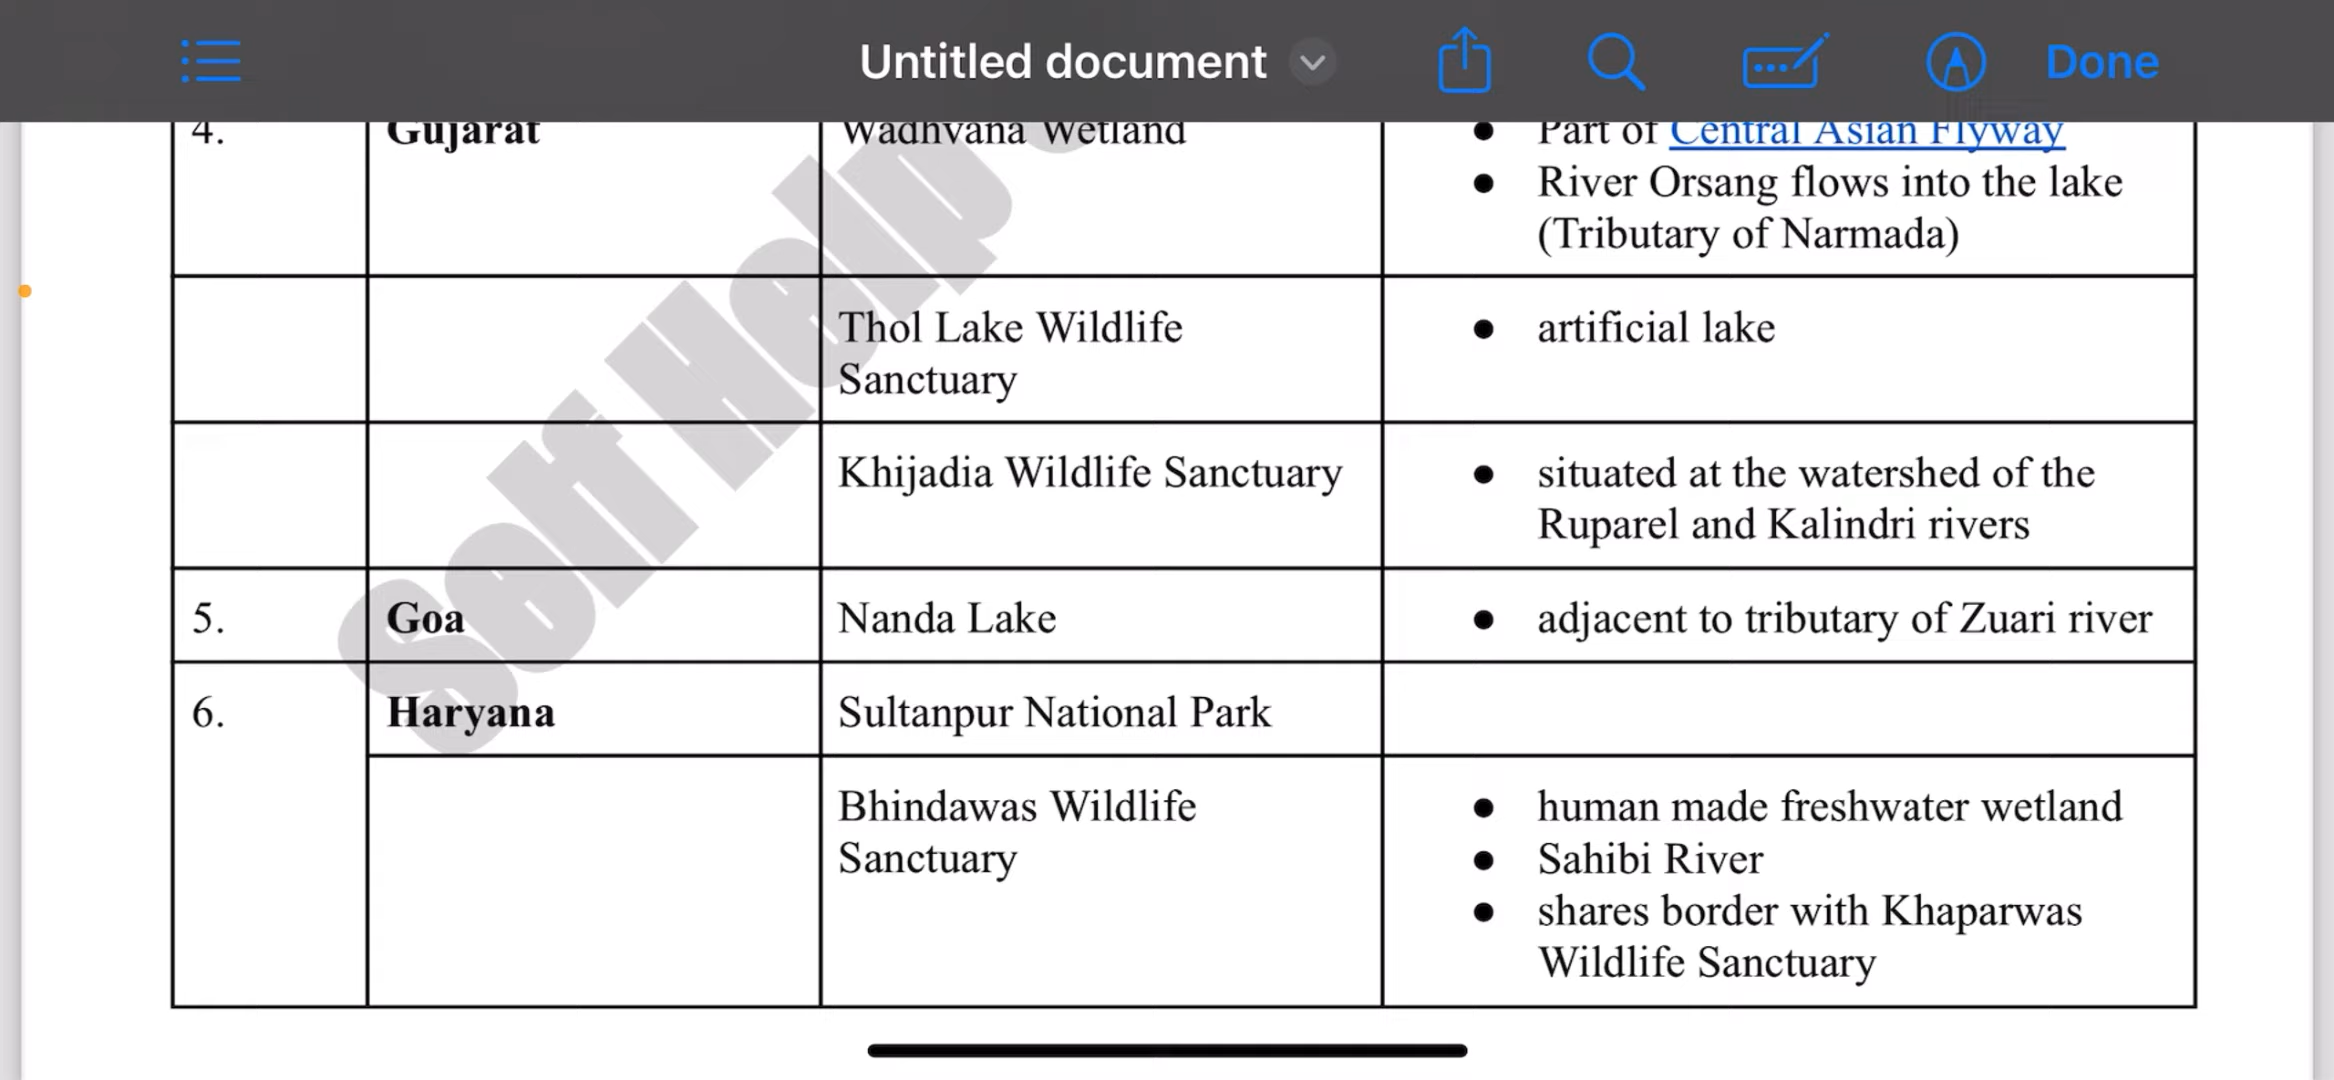 Untitled document
Done
4.
Gujarat
Wadhvana Wetland
● Part of Central Asian Flyway
● River Orsang flows into the lake
(Tributary of Narmada)
Thol Lake Wildlife
Sanctuary
● artificial lake
Khijadia Wildlife Sanctuary
● situated at the watershed of the
Ruparel and Kalindri rivers
5.
Goa
Nanda Lake
● adjacent to tributary of Zuari river
6.
Haryana
Sultanpur National Park
Bhindawas Wildlife
Sanctuary
● human made freshwater wetland
● Sahibi River
● shares border with Khaparwas
Wildlife Sanctuary
Self Help